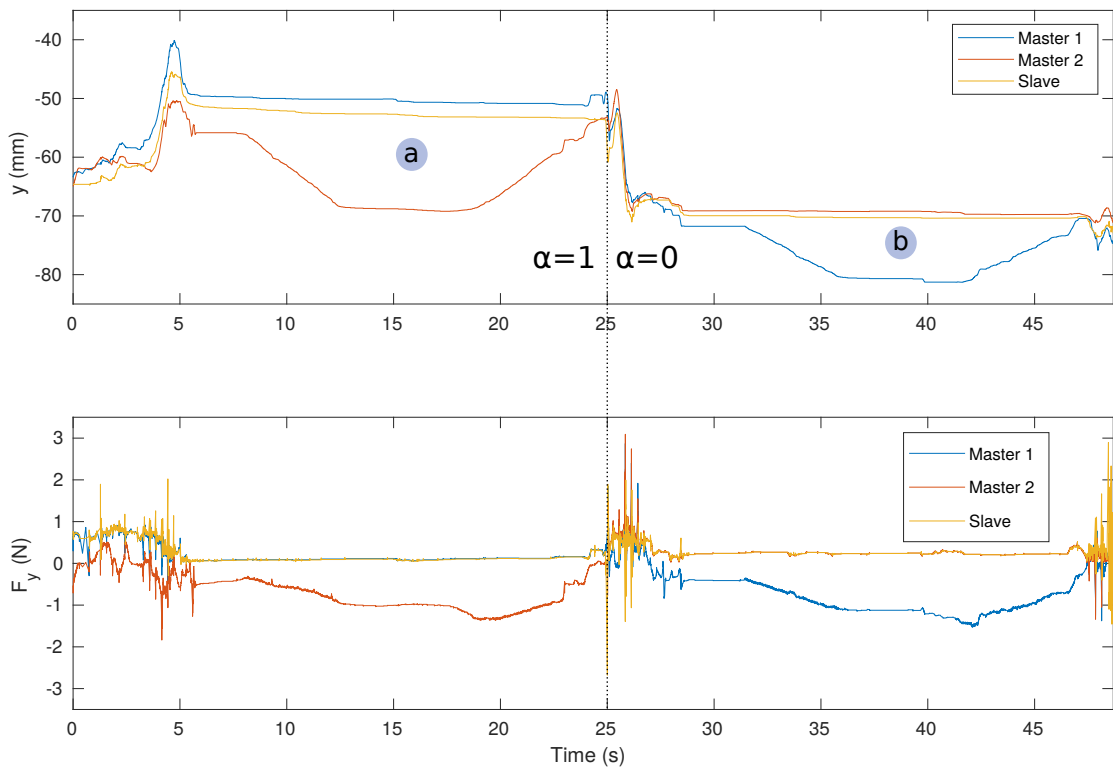 -40
-50
-60
-70
-80
y (mm)
Master 1
Master 2
Slave
a
b
α=1
α=0
0 5 10 15 20 25 30 35 40 45
3
2
1
0
-1
-2
-3
F_y (N)
Master 1
Master 2
Slave
0 5 10 15 20 25 30 35 40 45
Time (s)